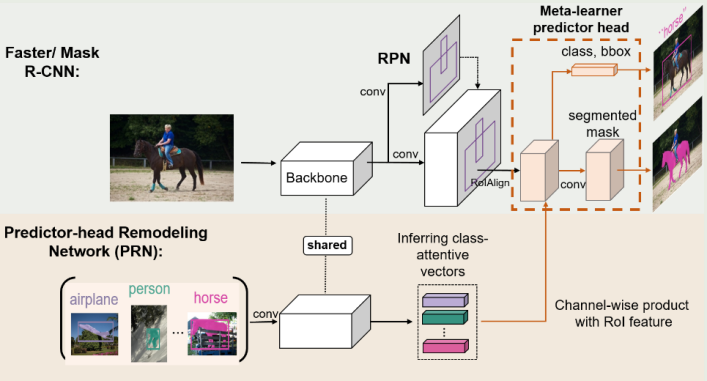 Faster/ Mask
R-CNN:
RPN
conv
conv
Backbone
RoIAlign
Meta-learner
predictor head
class, bbox
segmented
mask
conv
"horse"
Predictor-head Remodeling
Network (PRN):
shared
airplane
person
horse
...
conv
Inferring class-
attentive
vectors
Channel-wise product
with RoI feature